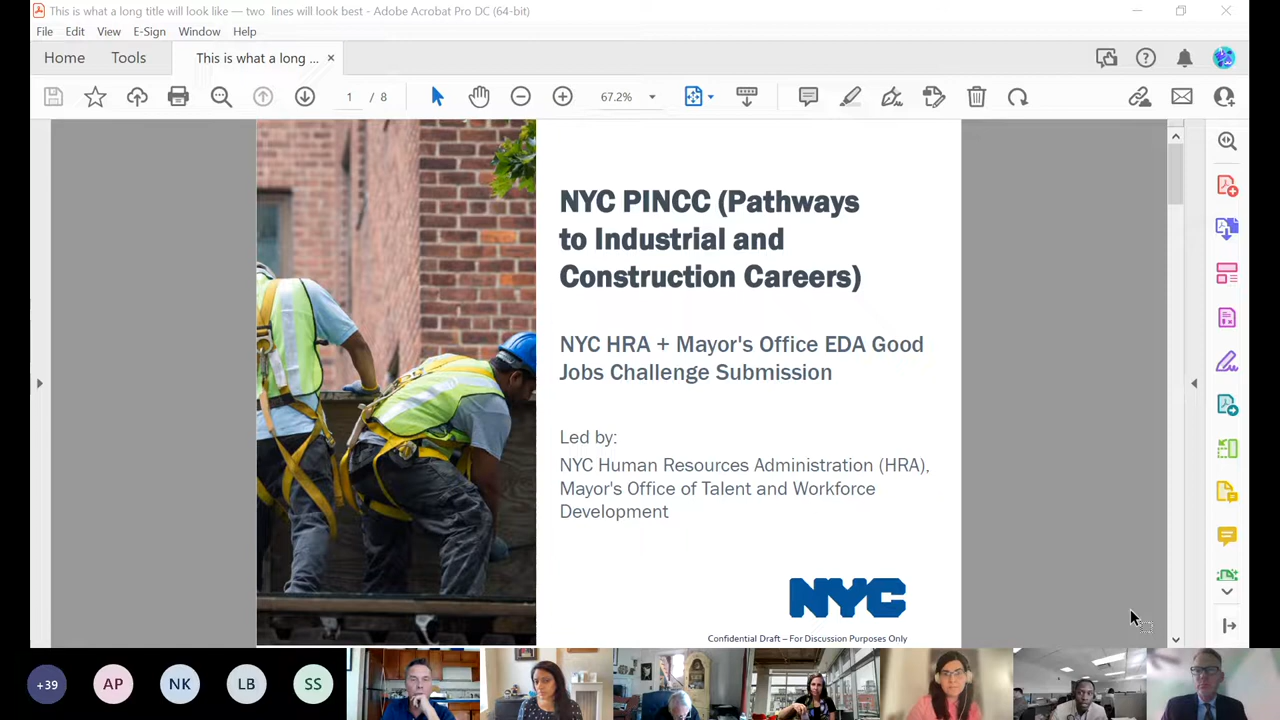 This is what a long title will look like — two lines will look best - Adobe Acrobat Pro DC (64-bit)
File Edit View E-Sign Window Help
Home Tools This is what a long ... ×
1 / 8 67.2%
NYC PINCC (Pathways
to Industrial and
Construction Careers)
NYC HRA + Mayor's Office EDA Good
Jobs Challenge Submission
Led by:
NYC Human Resources Administration (HRA),
Mayor's Office of Talent and Workforce
Development
NYC
Confidential Draft – For Discussion Purposes Only
+39 AP NK LB SS